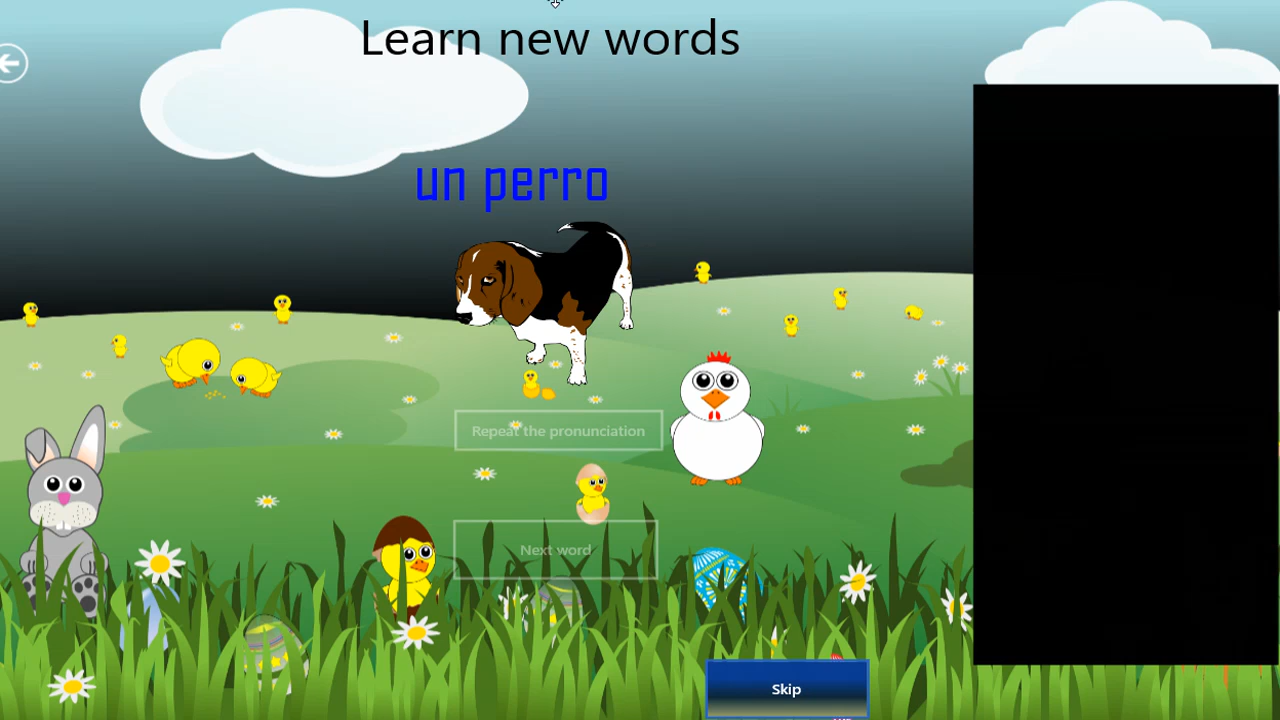 Learn new words
un perro
Repeat the pronunciation
Next word
Skip